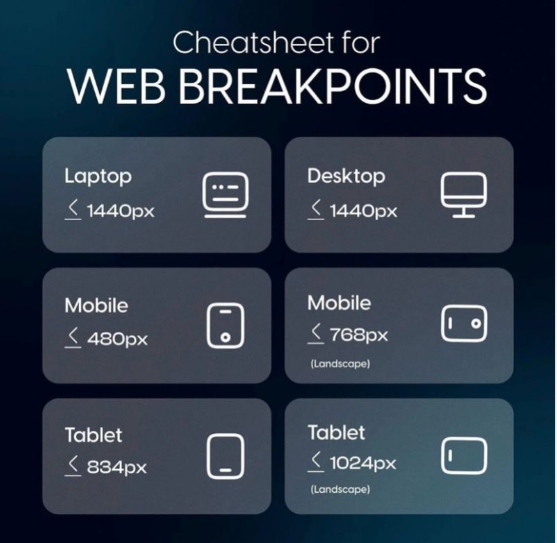 Cheatsheet for
WEB BREAKPOINTS
Laptop
≤ 1440px
Desktop
≤ 1440px
Mobile
≤ 480px
Mobile
≤ 768px
(Landscape)
Tablet
≤ 834px
Tablet
≤ 1024px
(Landscape)